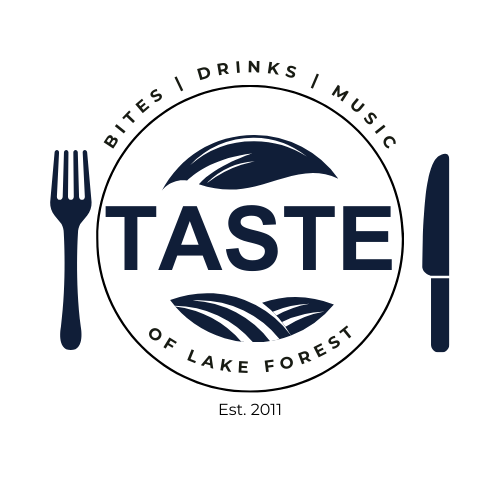 BITES | DRINKS | MUSIC
TASTE
OF LAKE FOREST
Est. 2011